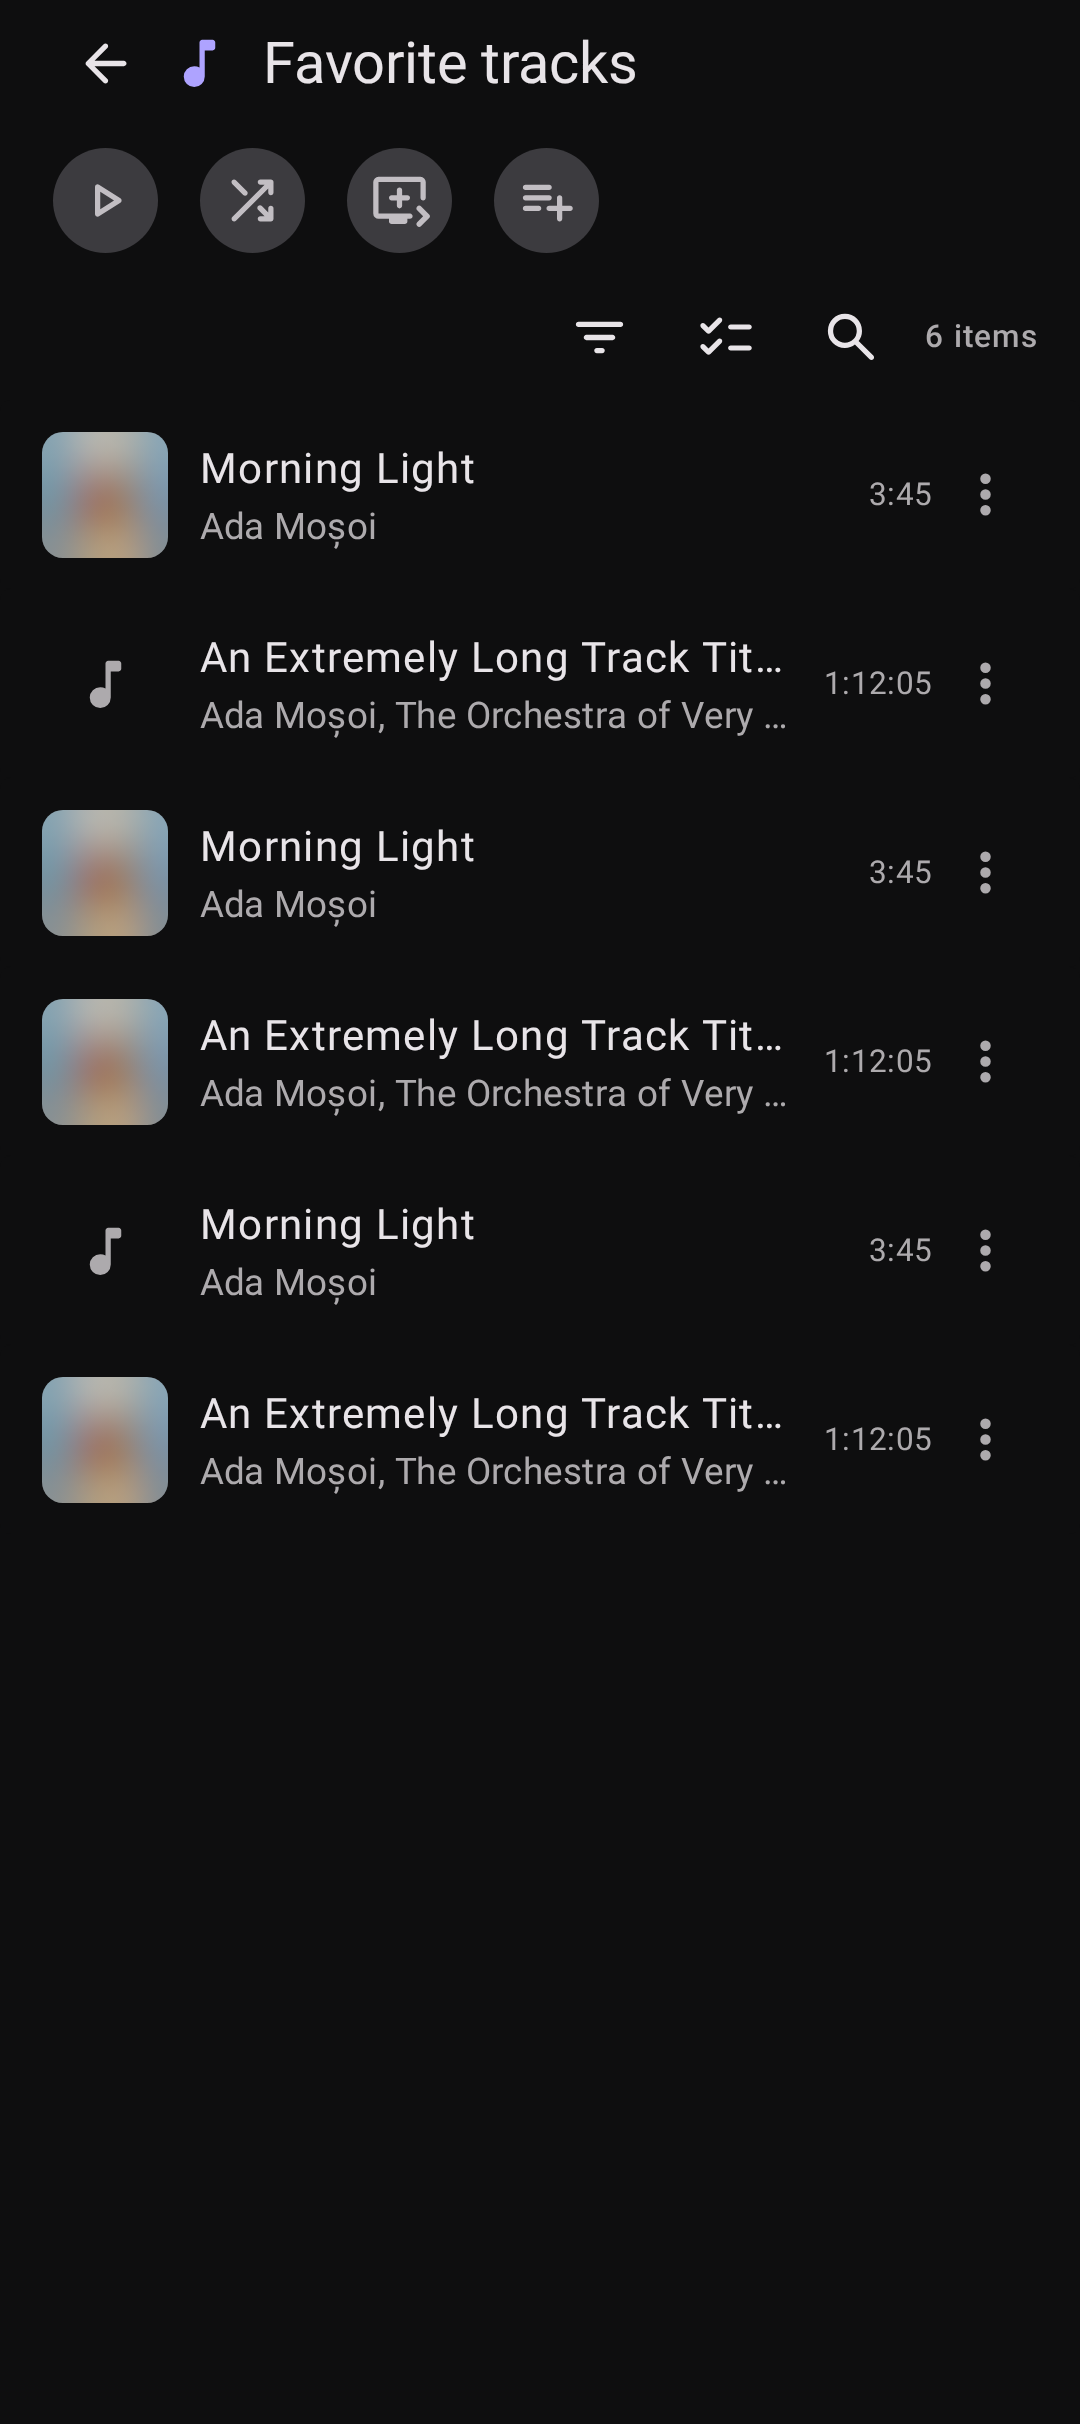 Favorite tracks
6 items
Morning Light
3:45
Ada Moșoi
An Extremely Long Track Tit…
1:12:05
Ada Moșoi, The Orchestra of Very …
Morning Light
3:45
Ada Moșoi
An Extremely Long Track Tit…
1:12:05
Ada Moșoi, The Orchestra of Very …
Morning Light
3:45
Ada Moșoi
An Extremely Long Track Tit…
1:12:05
Ada Moșoi, The Orchestra of Very …